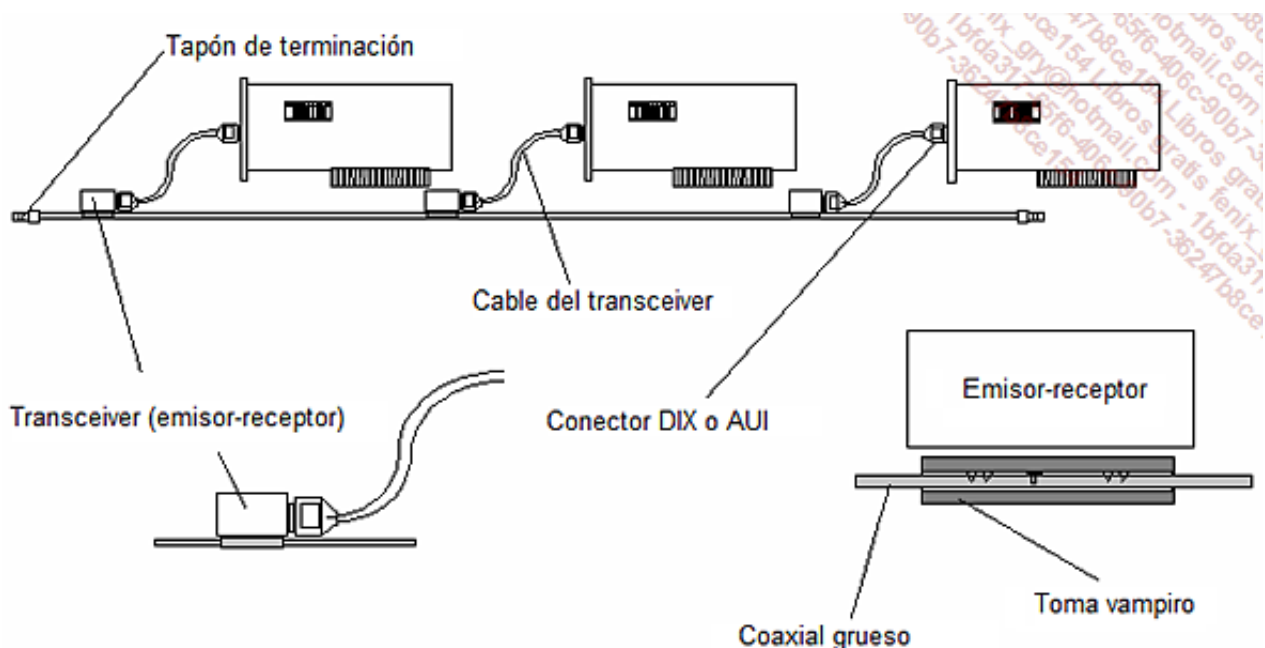 Tapón de terminación
Cable del transceiver
Transceiver (emisor-receptor)
Conector DIX o AUI
Emisor-receptor
Toma vampiro
Coaxial grueso